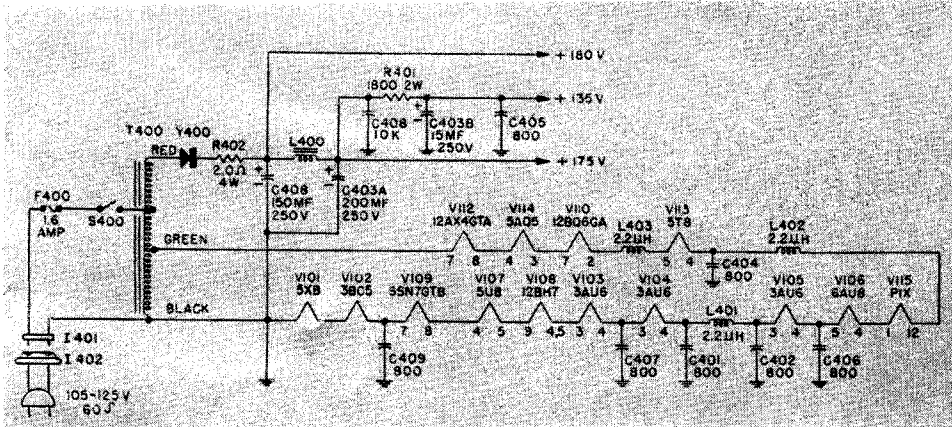 + 180 V
R401
1800 2W
+ 135 V
C408
10K
C403B
15MF
250V
C405
800
T400 Y400
RED
R402
2.0Ω
4W
L400
+ 175 V
C408
150MF
250V
C403A
200MF
250V
F400
1.6
AMP
S400
GREEN
V112
12AX4GTA
7 8
V114
5AQ5
4 3
V110
12BQ6GA
7 2
L403
2.2UH
V113
5T8
5 4
C404
800
L402
2.2UH
BLACK
V101
5X8
V102
3BC5
V109
6SN7GTB
7 8
V107
5U8
4 5
V108
12BH7
9 4,5
V103
3AU6
3 4
V104
3AU6
3 4
L401
2.2UH
V105
3AU6
3 4
V106
6AU8
5 4
V115
PIX
1 12
C409
800
C407
800
C401
800
C402
800
C406
800
I401
I402
105-125V
60